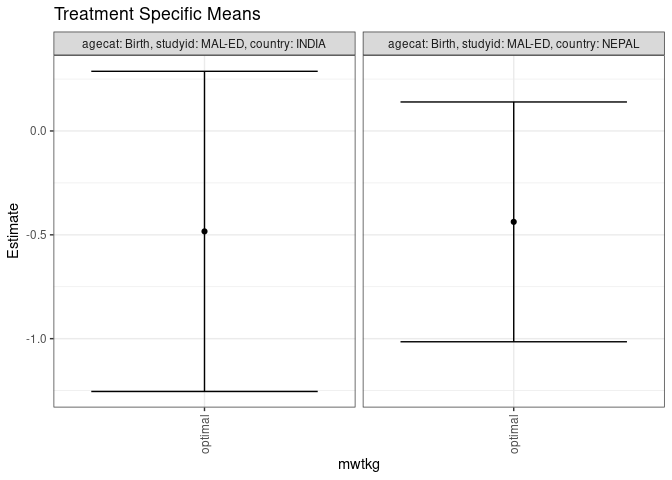 Treatment Specific Means
agecat: Birth, studyid: MAL-ED, country: INDIA
agecat: Birth, studyid: MAL-ED, country: NEPAL
Estimate
0.0
-0.5
-1.0
optimal
optimal
mwtkg